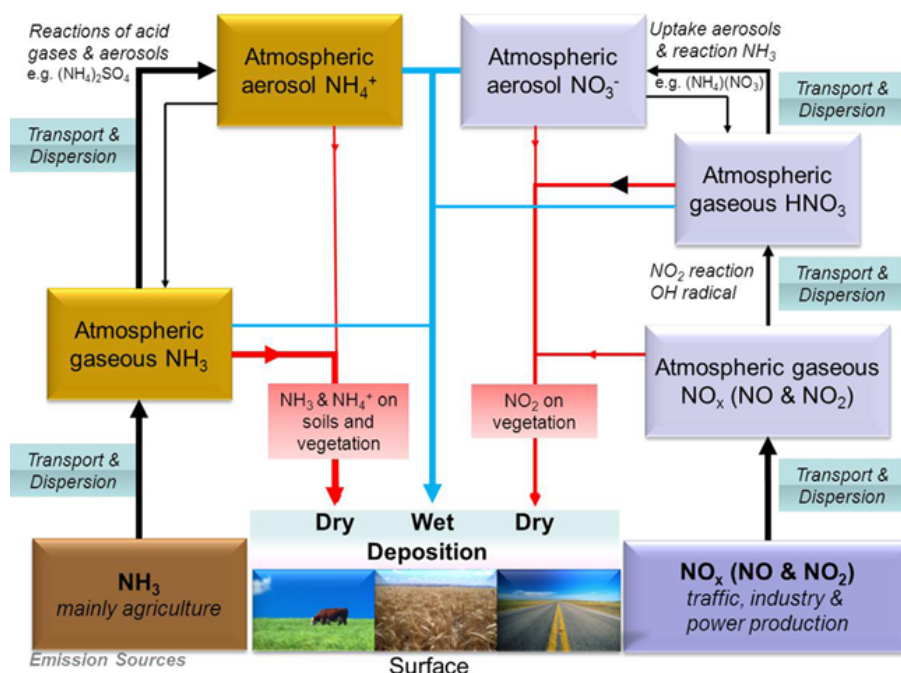 Reactions of acid
gases & aerosols
e.g. (NH₄)₂SO₄
Atmospheric
aerosol NH₄⁺
Atmospheric
aerosol NO₃⁻
Uptake aerosols
& reaction NH₃
e.g. (NH₄)(NO₃)
Transport &
Dispersion
Transport &
Dispersion
Atmospheric
gaseous HNO₃
NO₂ reaction
OH radical
Transport &
Dispersion
Atmospheric
gaseous NH₃
Atmospheric gaseous
NOₓ (NO & NO₂)
NH₃ & NH₄⁺ on
soils and
vegetation
NO₂ on
vegetation
Transport &
Dispersion
Transport &
Dispersion
Dry Wet Dry
Deposition
NH₃
mainly agriculture
NOₓ (NO & NO₂)
traffic, industry &
power production
Emission Sources
Surface